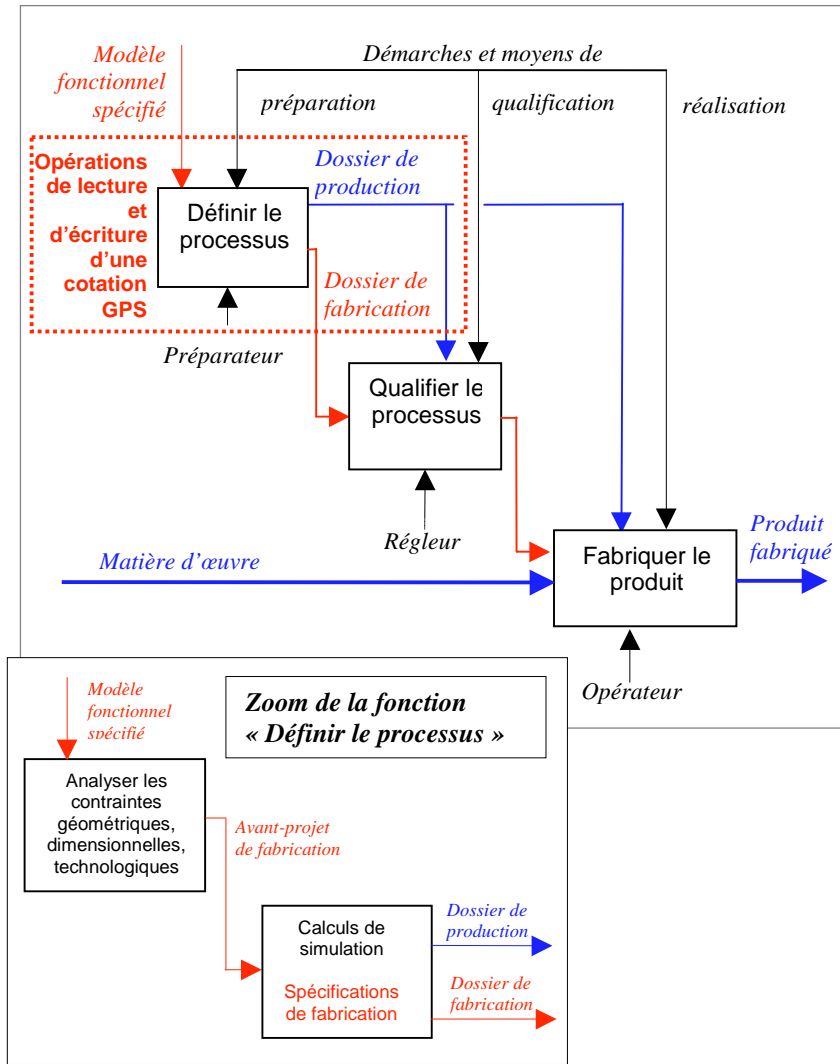 Modèle
fonctionnel
spécifié
Démarches et moyens de
préparation
qualification
réalisation
Opérations
de lecture
et
d'écriture
d'une
cotation
GPS
Dossier de
production
Définir le
processus
Dossier de
fabrication
Préparateur
Qualifier le
processus
Régleur
Produit
fabriqué
Matière d'œuvre
Fabriquer le
produit
Opérateur
Modèle
fonctionnel
spécifié
Zoom de la fonction
« Définir le processus »
Analyser les
contraintes
géométriques,
dimensionnelles,
technologiques
Avant-projet
de fabrication
Calculs de
simulation
Spécifications
de fabrication
Dossier de
production
Dossier de
fabrication